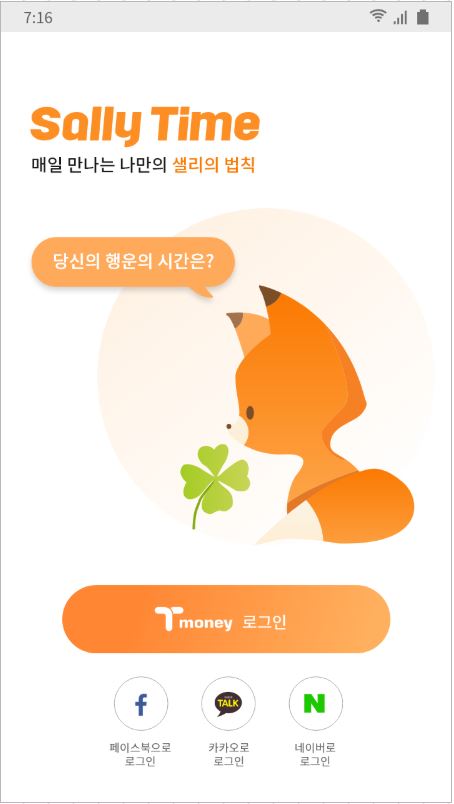 7:16
Sally Time
매일 만나는 나만의 샐리의 법칙
당신의 행운의 시간은?
Tmoney 로그인
f
TALK
N
페이스북으로
로그인
카카오로
로그인
네이버로
로그인